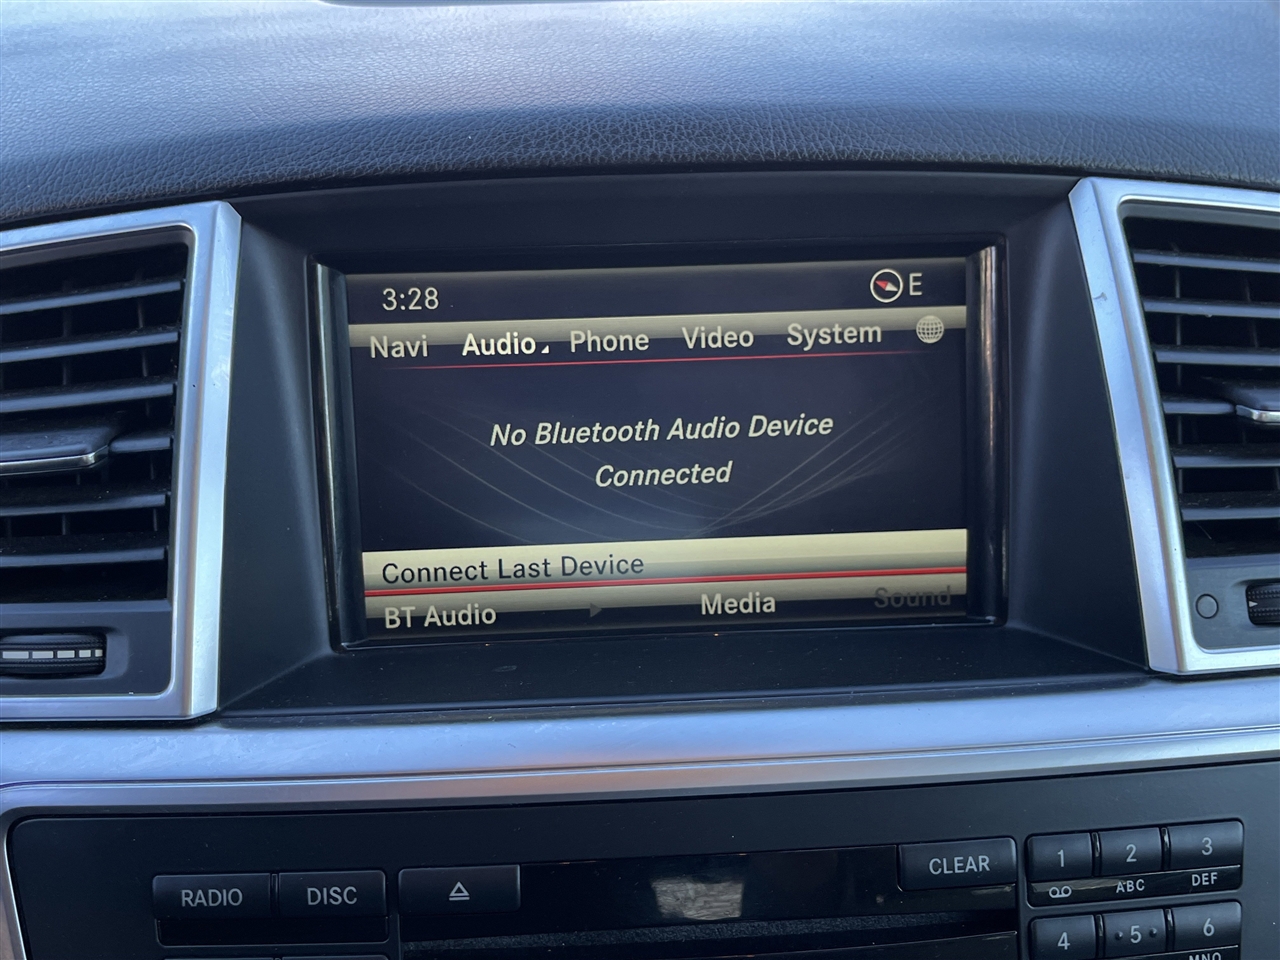 3:28 E
Navi Audio Phone Video System
No Bluetooth Audio Device
Connected
Connect Last Device
BT Audio Media Sound
RADIO DISC CLEAR 1 2 3
ABC DEF
4 5 6
MNO